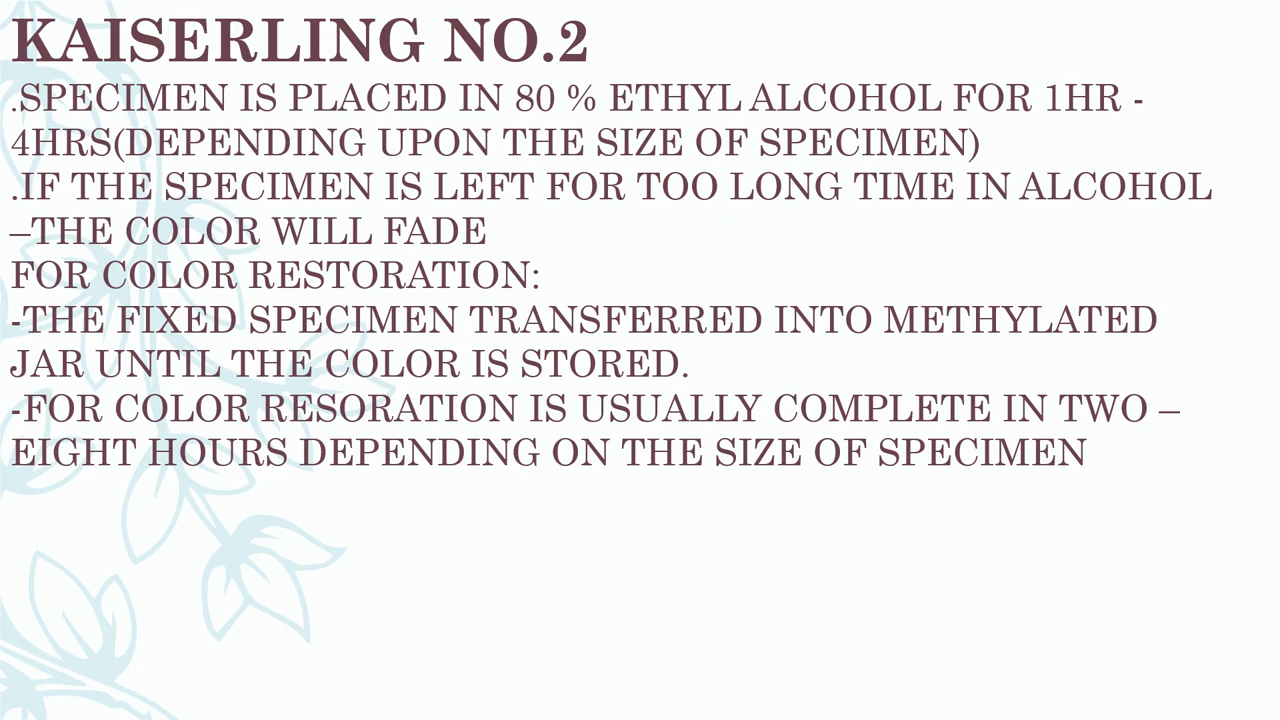 KAISERLING NO.2
.SPECIMEN IS PLACED IN 80 % ETHYL ALCOHOL FOR 1HR -
4HRS(DEPENDING UPON THE SIZE OF SPECIMEN)
.IF THE SPECIMEN IS LEFT FOR TOO LONG TIME IN ALCOHOL
–THE COLOR WILL FADE
FOR COLOR RESTORATION:
-THE FIXED SPECIMEN TRANSFERRED INTO METHYLATED
JAR UNTIL THE COLOR IS STORED.
-FOR COLOR RESORATION IS USUALLY COMPLETE IN TWO –
EIGHT HOURS DEPENDING ON THE SIZE OF SPECIMEN